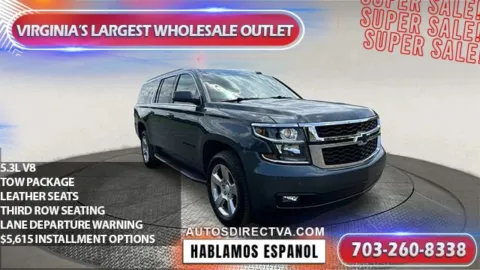 VIRGINIA'S LARGEST WHOLESALE OUTLET
SUPER SALE!
SUPER SALE!
SUPER SALE!
5.3L V8
TOW PACKAGE
LEATHER SEATS
THIRD ROW SEATING
LANE DEPARTURE WARNING
$5,615 INSTALLMENT OPTIONS
AUTOSDIRECTVA.COM
HABLAMOS ESPANOL
703-260-8338